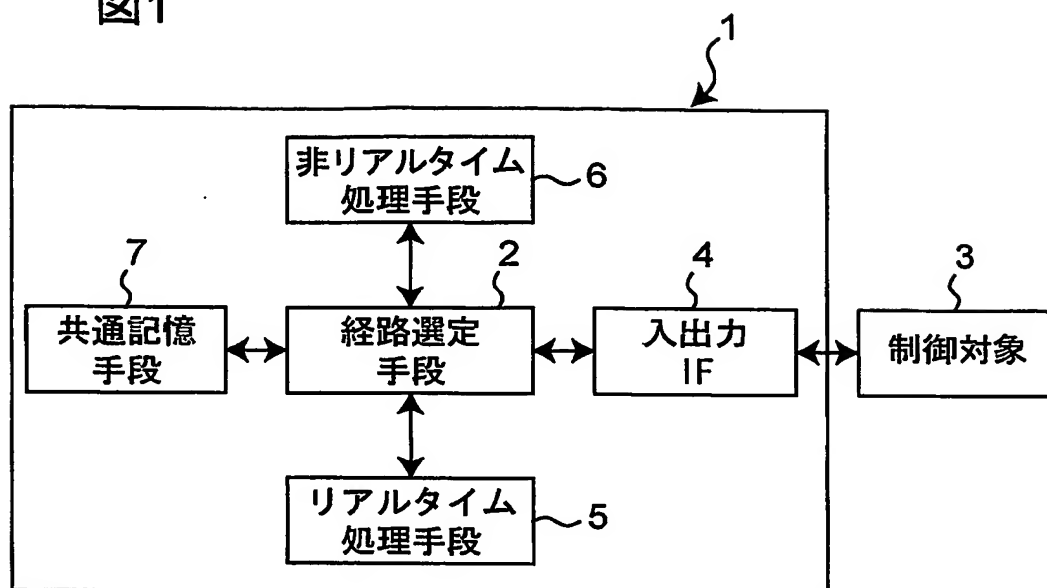 図1
1
非リアルタイム
処理手段
6
7
2
4
3
共通記憶
手段
経路選定
手段
入出力
IF
制御対象
リアルタイム
処理手段
5